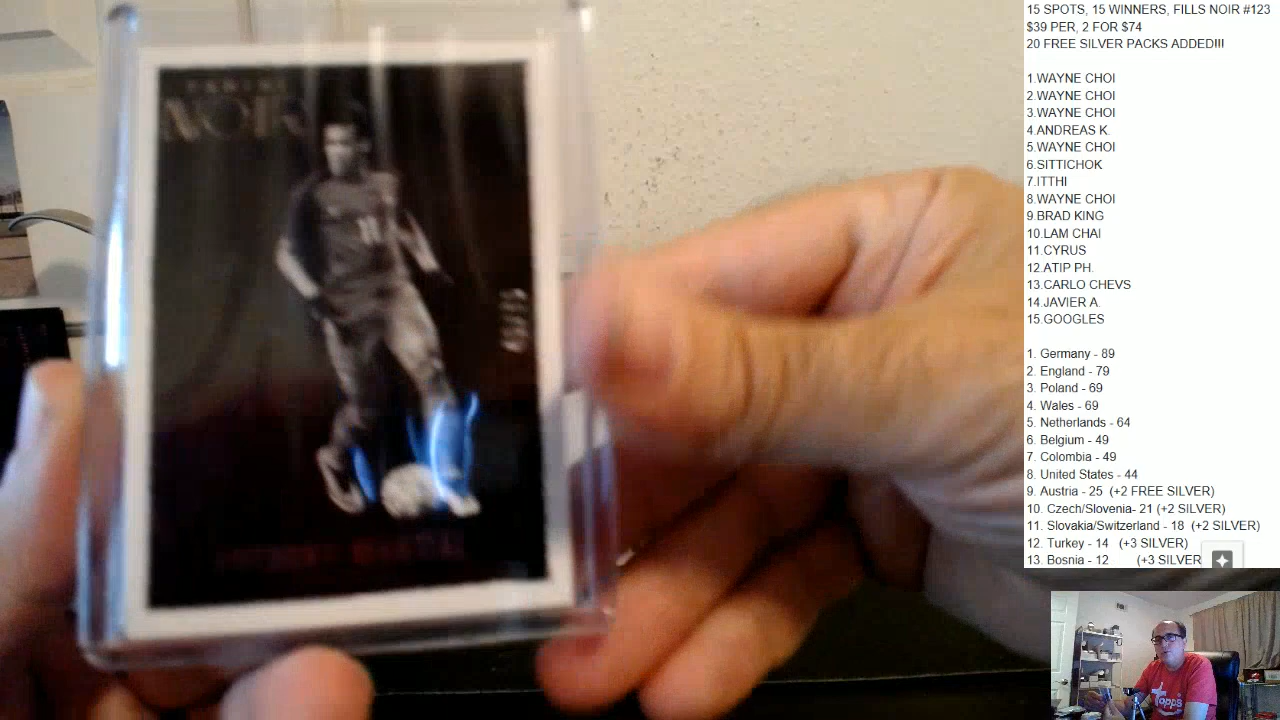 PANINI
NOIR
11
15 SPOTS, 15 WINNERS, FILLS NOIR #123
$39 PER, 2 FOR $74
20 FREE SILVER PACKS ADDED!!!
1.WAYNE CHOI
2.WAYNE CHOI
3.WAYNE CHOI
4.ANDREAS K.
5.WAYNE CHOI
6.SITTICHOK
7.ITTHI
8.WAYNE CHOI
9.BRAD KING
10.LAM CHAI
11.CYRUS
12.ATIP PH.
13.CARLO CHEVS
14.JAVIER A.
15.GOOGLES
1. Germany - 89
2. England - 79
3. Poland - 69
4. Wales - 69
5. Netherlands - 64
6. Belgium - 49
7. Colombia - 49
8. United States - 44
9. Austria - 25 (+2 FREE SILVER)
10. Czech/Slovenia- 21 (+2 SILVER)
11. Slovakia/Switzerland - 18 (+2 SILVER)
12. Turkey - 14 (+3 SILVER)
13. Bosnia - 12 (+3 SILVER
Topps